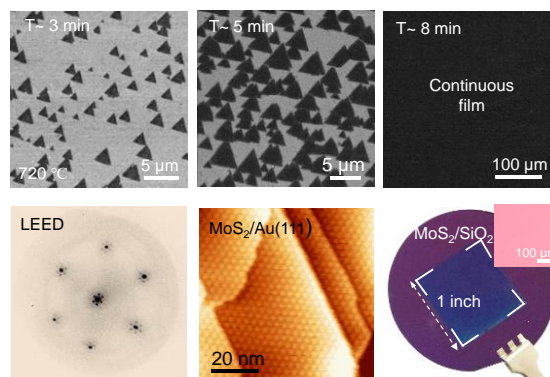 T~ 3 min
720 ℃
5 μm
T~ 5 min
5 μm
T~ 8 min
Continuous
film
100 μm
LEED
MoS₂/Au(111)
20 nm
MoS₂/SiO₂
100 μm
1 inch